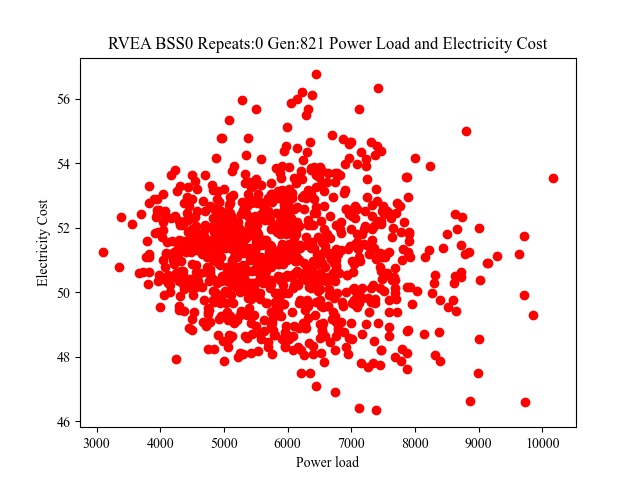 RVEA BSS0 Repeats:0 Gen:821 Power Load and Electricity Cost
56
54
52
50
48
46
Electricity Cost
3000 4000 5000 6000 7000 8000 9000 10000
Power load